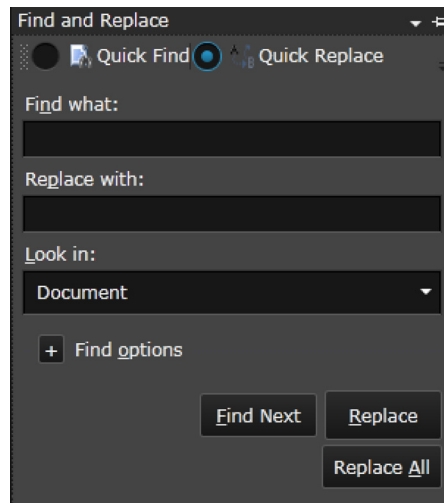 Find and Replace
Quick Find Quick Replace
Find what:
Replace with:
Look in:
Document
+ Find options
Find Next Replace
Replace All